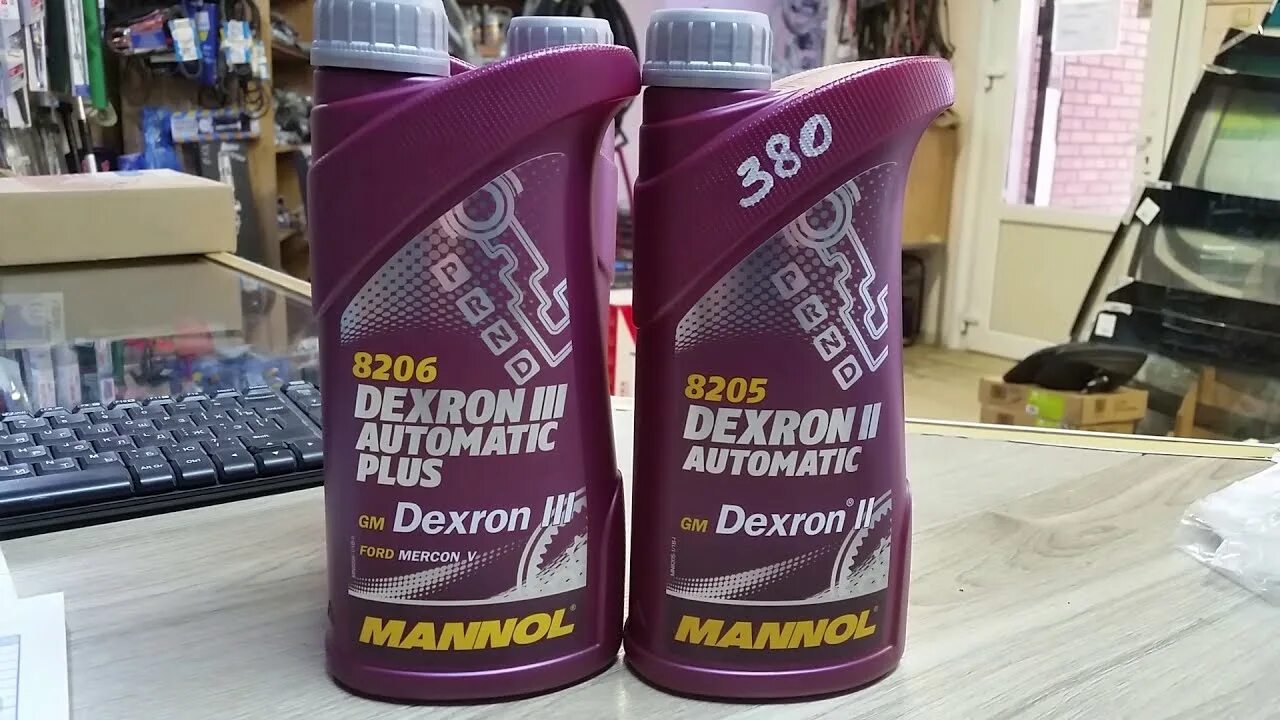 8206
DEXRON III
AUTOMATIC
PLUS
GM Dexron III
FORD MERCON V
MANNOL®
P R N D
380
8205
DEXRON II
AUTOMATIC
GM Dexron® II
MANNOL®
P R N D